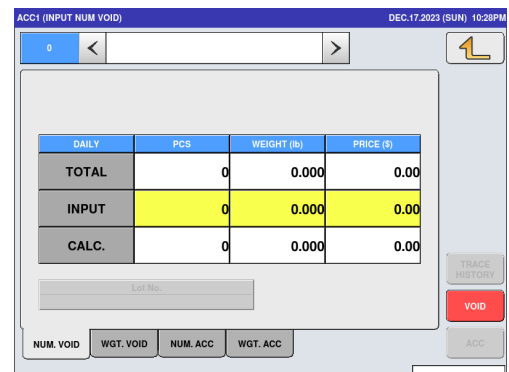 ACC1 (INPUT NUM VOID) DEC.17.2023 (SUN) 10:28PM
0
DAILY PCS WEIGHT (lb) PRICE ($)
TOTAL 0 0.000 0.00
INPUT 0 0.000 0.00
CALC. 0 0.000 0.00
Lot No.
TRACE
HISTORY
VOID
NUM. VOID WGT. VOID NUM. ACC WGT. ACC ACC